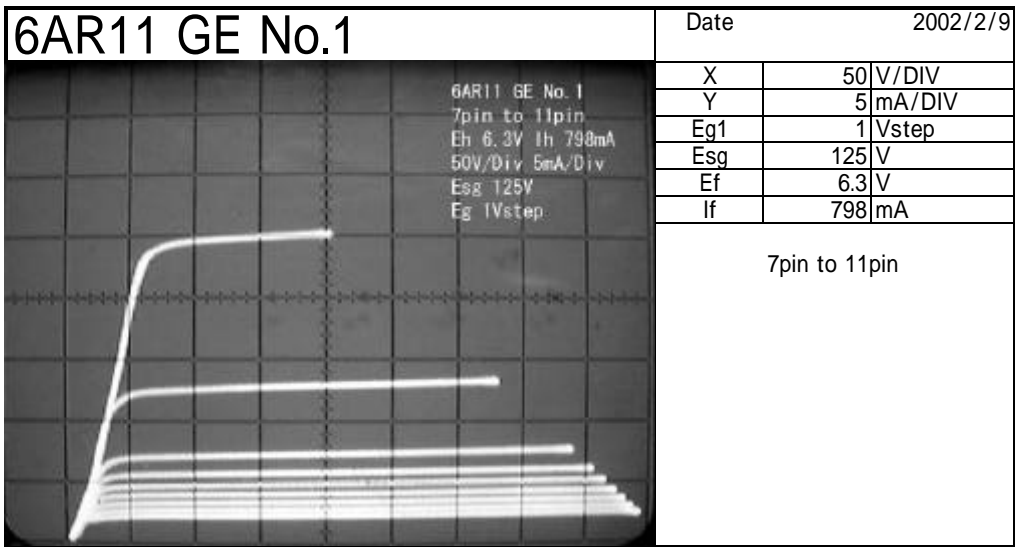 6AR11 GE No.1
Date 2002/2/9
X 50 V/DIV
Y 5 mA/DIV
Eg1 1 Vstep
Esg 125 V
Ef 6.3 V
If 798 mA
7pin to 11pin
6AR11 GE No.1
7pin to 11pin
Eh 6.3V Ih 798mA
50V/Div 5mA/Div
Esg 125V
Eg 1Vstep